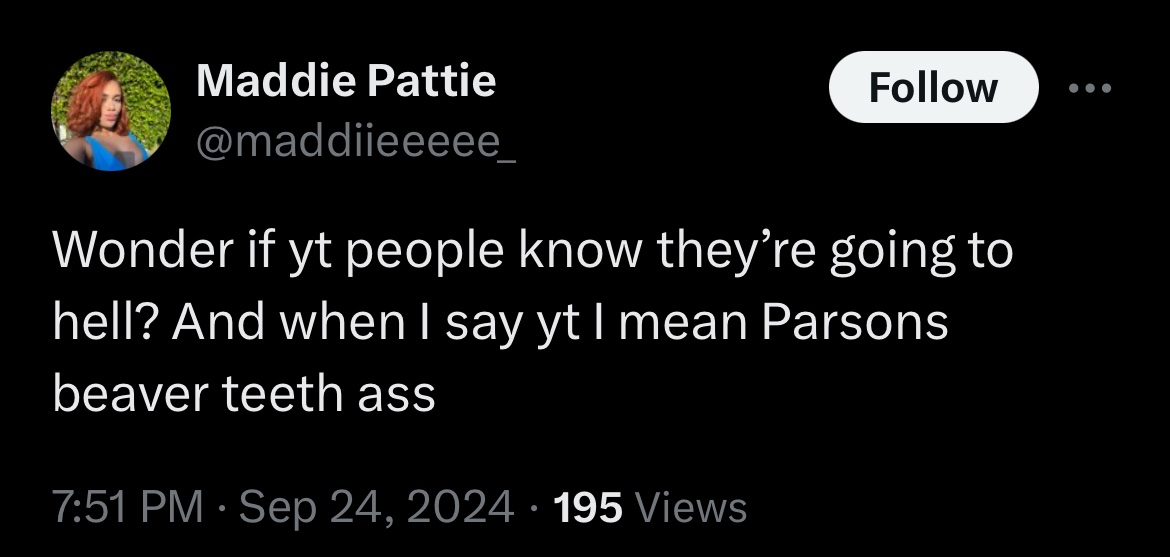 Maddie Pattie
@maddiieeeee_
Follow
Wonder if yt people know they’re going to
hell? And when I say yt I mean Parsons
beaver teeth ass
7:51 PM · Sep 24, 2024 · 195 Views